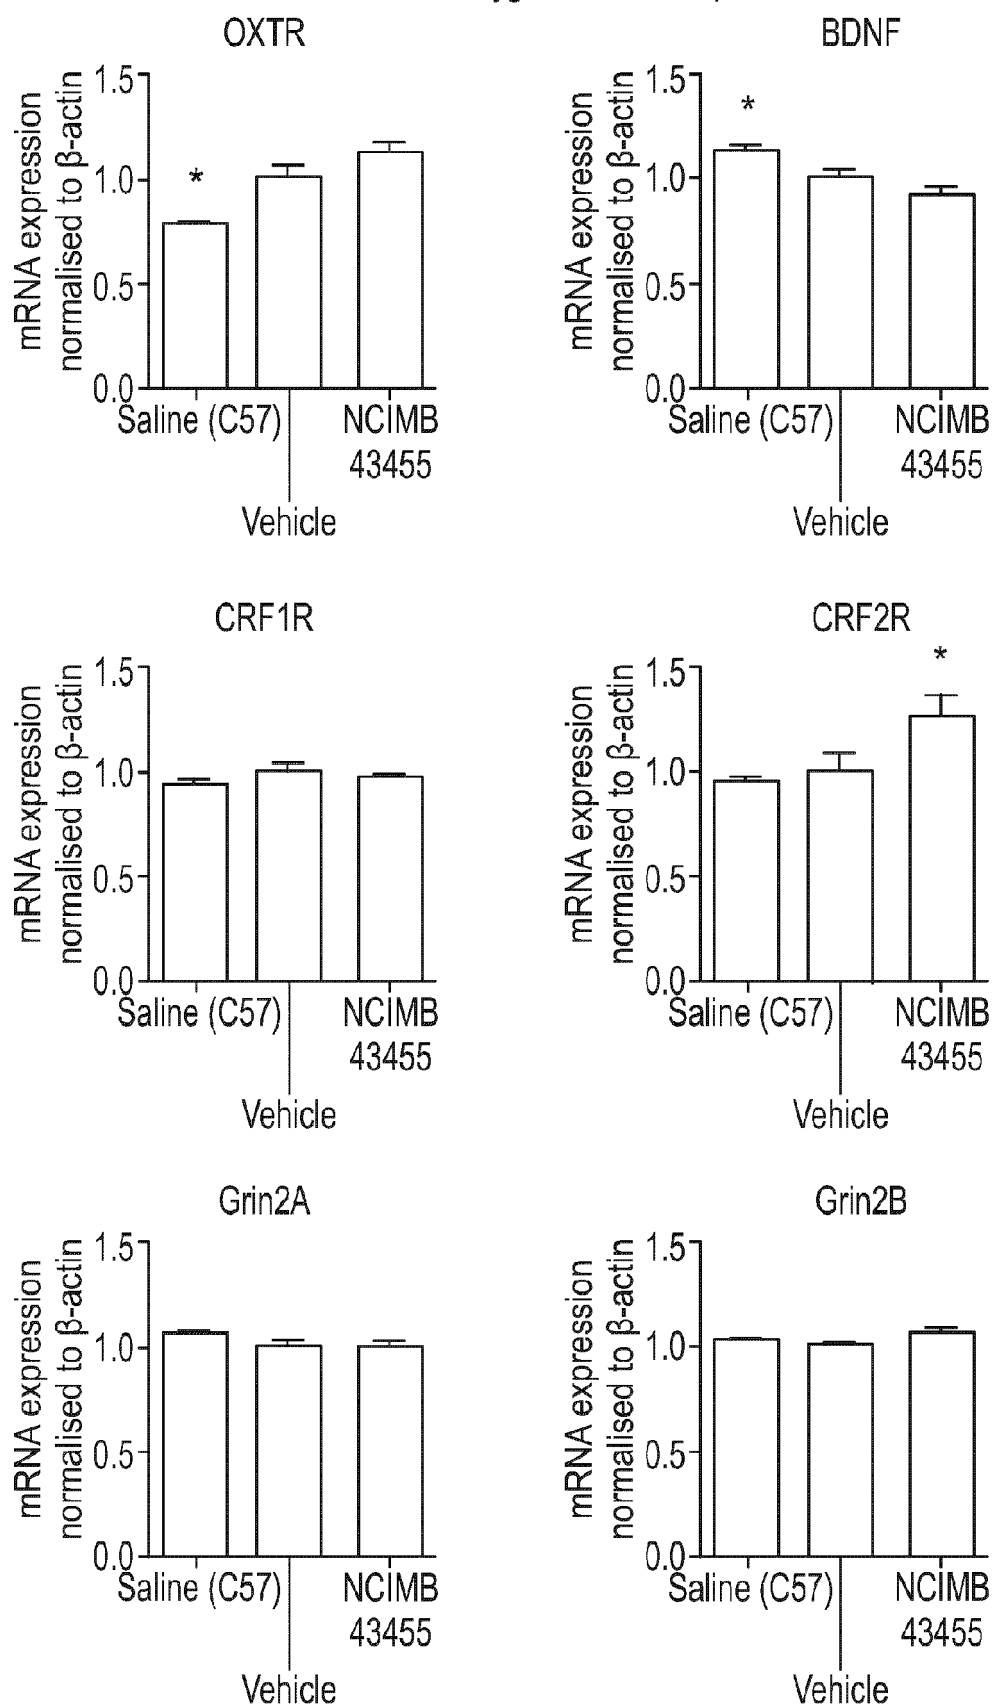 OXTR
mRNA expression
normalised to β-actin
1.5
*
1.0
0.5
0.0
Saline (C57)
NCIMB
43455
Vehicle
BDNF
mRNA expression
normalised to β-actin
1.5
*
1.0
0.5
0.0
Saline (C57)
NCIMB
43455
Vehicle
CRF1R
mRNA expression
normalised to β-actin
1.5
1.0
0.5
0.0
Saline (C57)
NCIMB
43455
Vehicle
CRF2R
mRNA expression
normalised to β-actin
*
1.5
1.0
0.5
0.0
Saline (C57)
NCIMB
43455
Vehicle
Grin2A
mRNA expression
normalised to β-actin
1.5
1.0
0.5
0.0
Saline (C57)
NCIMB
43455
Vehicle
Grin2B
mRNA expression
normalised to β-actin
1.5
1.0
0.5
0.0
Saline (C57)
NCIMB
43455
Vehicle